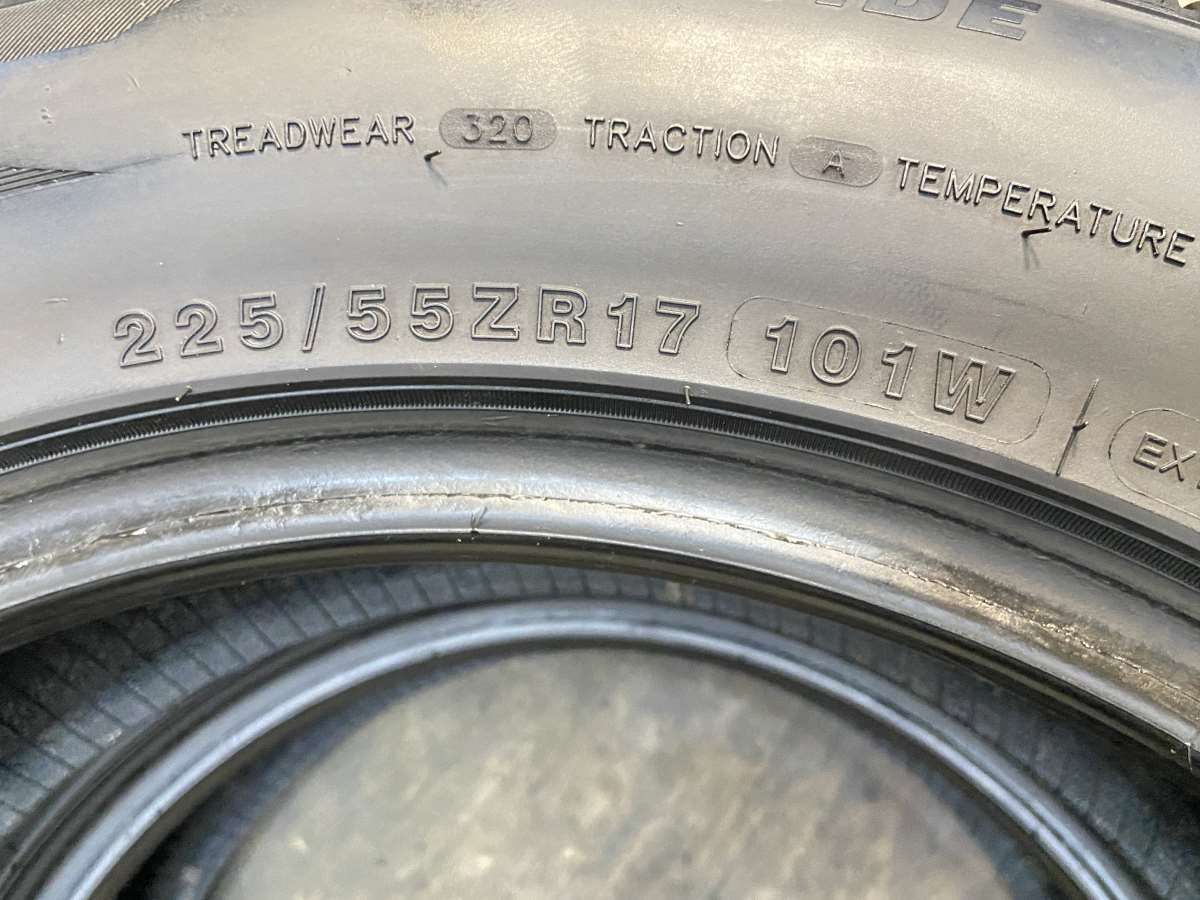 TREADWEAR 320 TRACTION A TEMPERATURE
225/55ZR17 101W